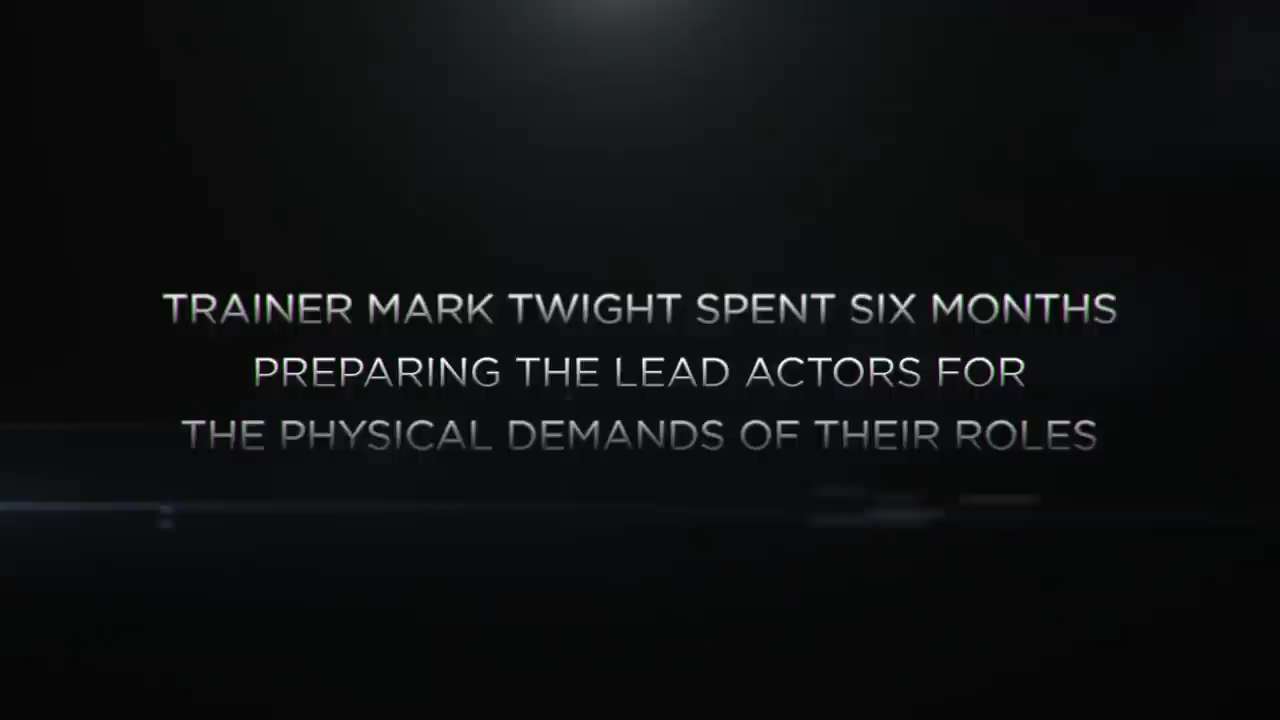 TRAINER MARK TWIGHT SPENT SIX MONTHS
PREPARING THE LEAD ACTORS FOR
THE PHYSICAL DEMANDS OF THEIR ROLES